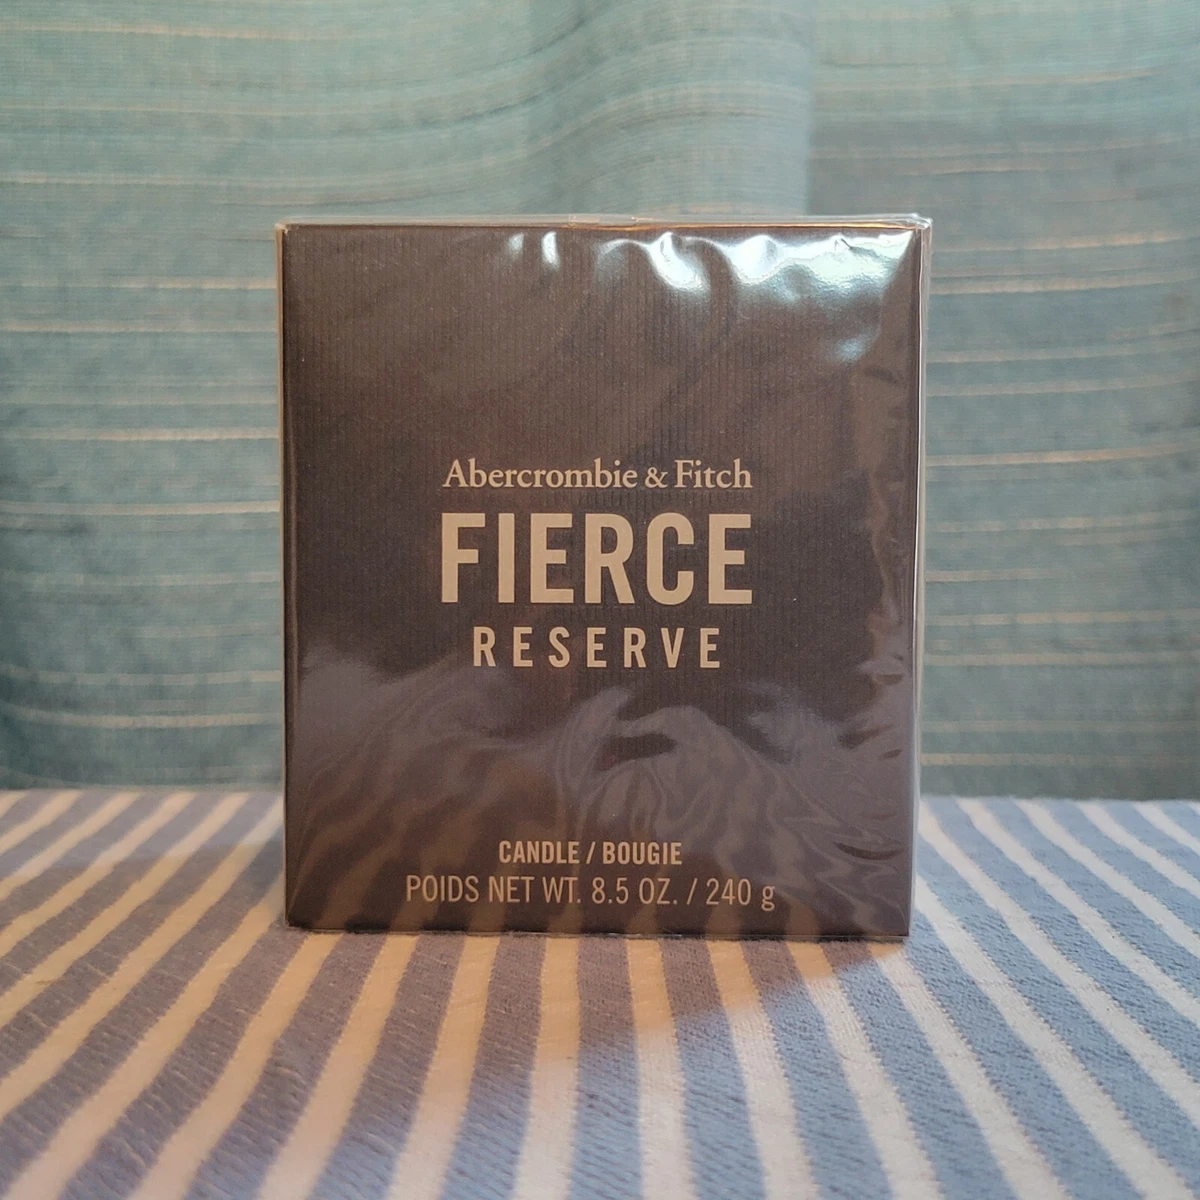 Abercrombie & Fitch
FIERCE
RESERVE
CANDLE / BOUGIE
POIDS NET WT. 8.5 OZ. / 240 g